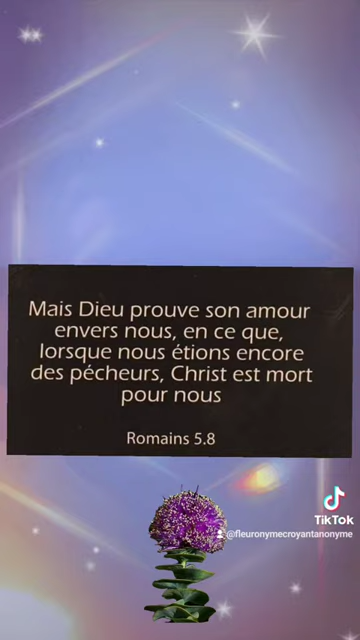 Mais Dieu prouve son amour
envers nous, en ce que,
lorsque nous étions encore
des pécheurs, Christ est mort
pour nous
Romains 5.8
TikTok
@fleuronymecroyantanonyme